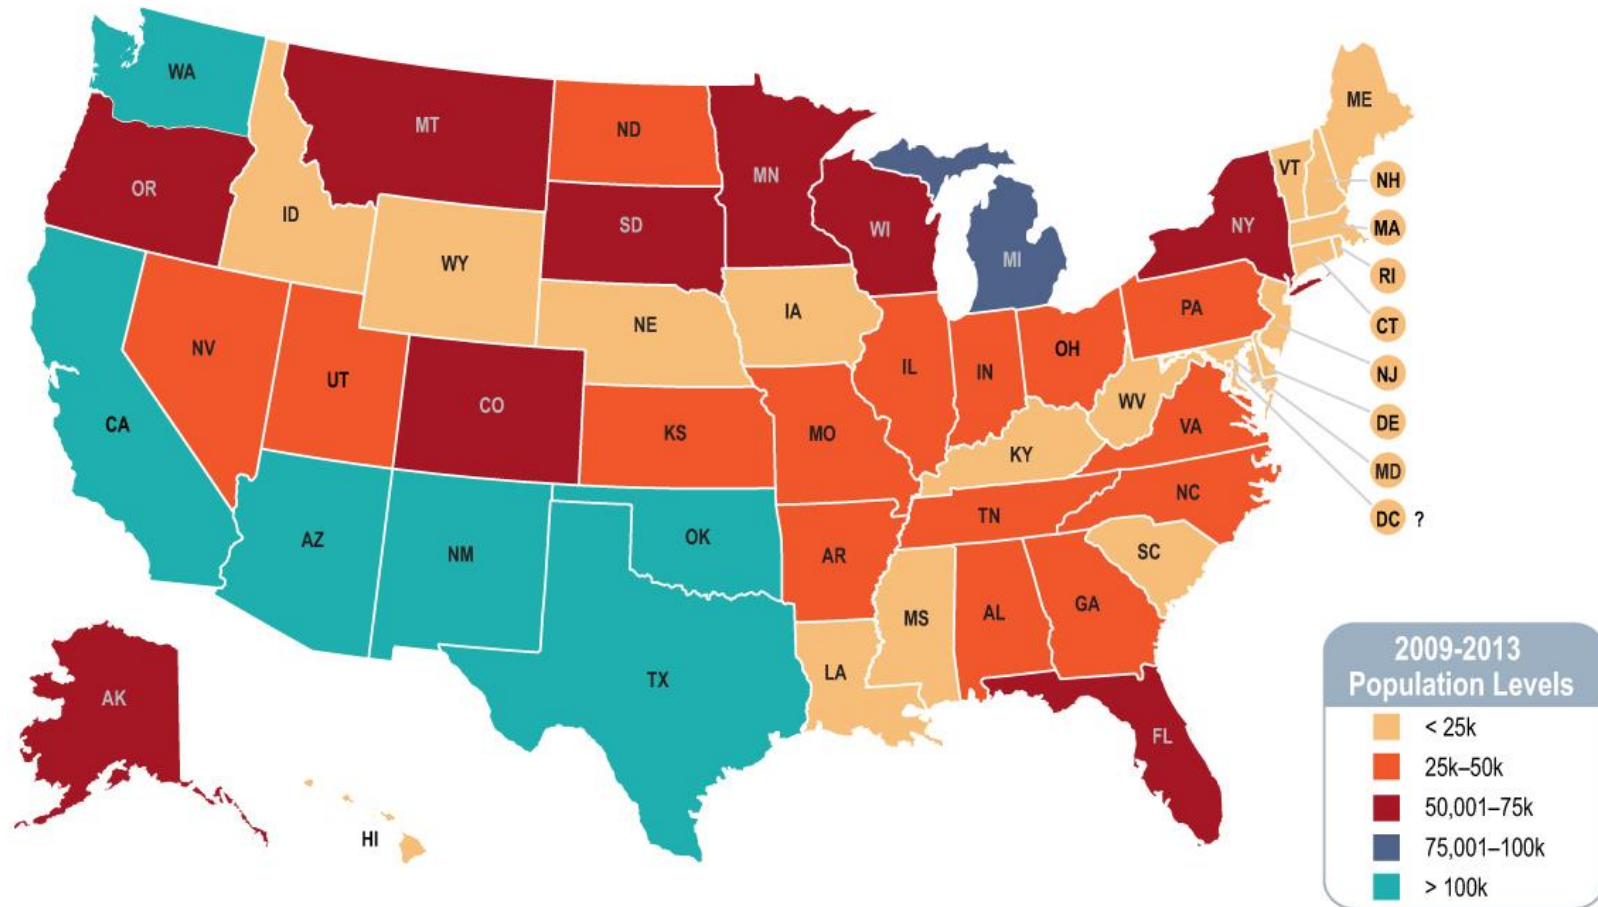 WA
MT
ND
MN
ME
OR
ID
SD
WI
MI
NY
VT
NH
MA
RI
CT
NJ
DE
MD
DC ?
WY
NE
IA
PA
NV
UT
CO
KS
MO
IL
IN
OH
WV
VA
KY
CA
AZ
NM
OK
AR
TN
NC
SC
MS
AL
GA
TX
LA
FL
AK
HI
2009-2013
Population Levels
< 25k
25k–50k
50,001–75k
75,001–100k
> 100k